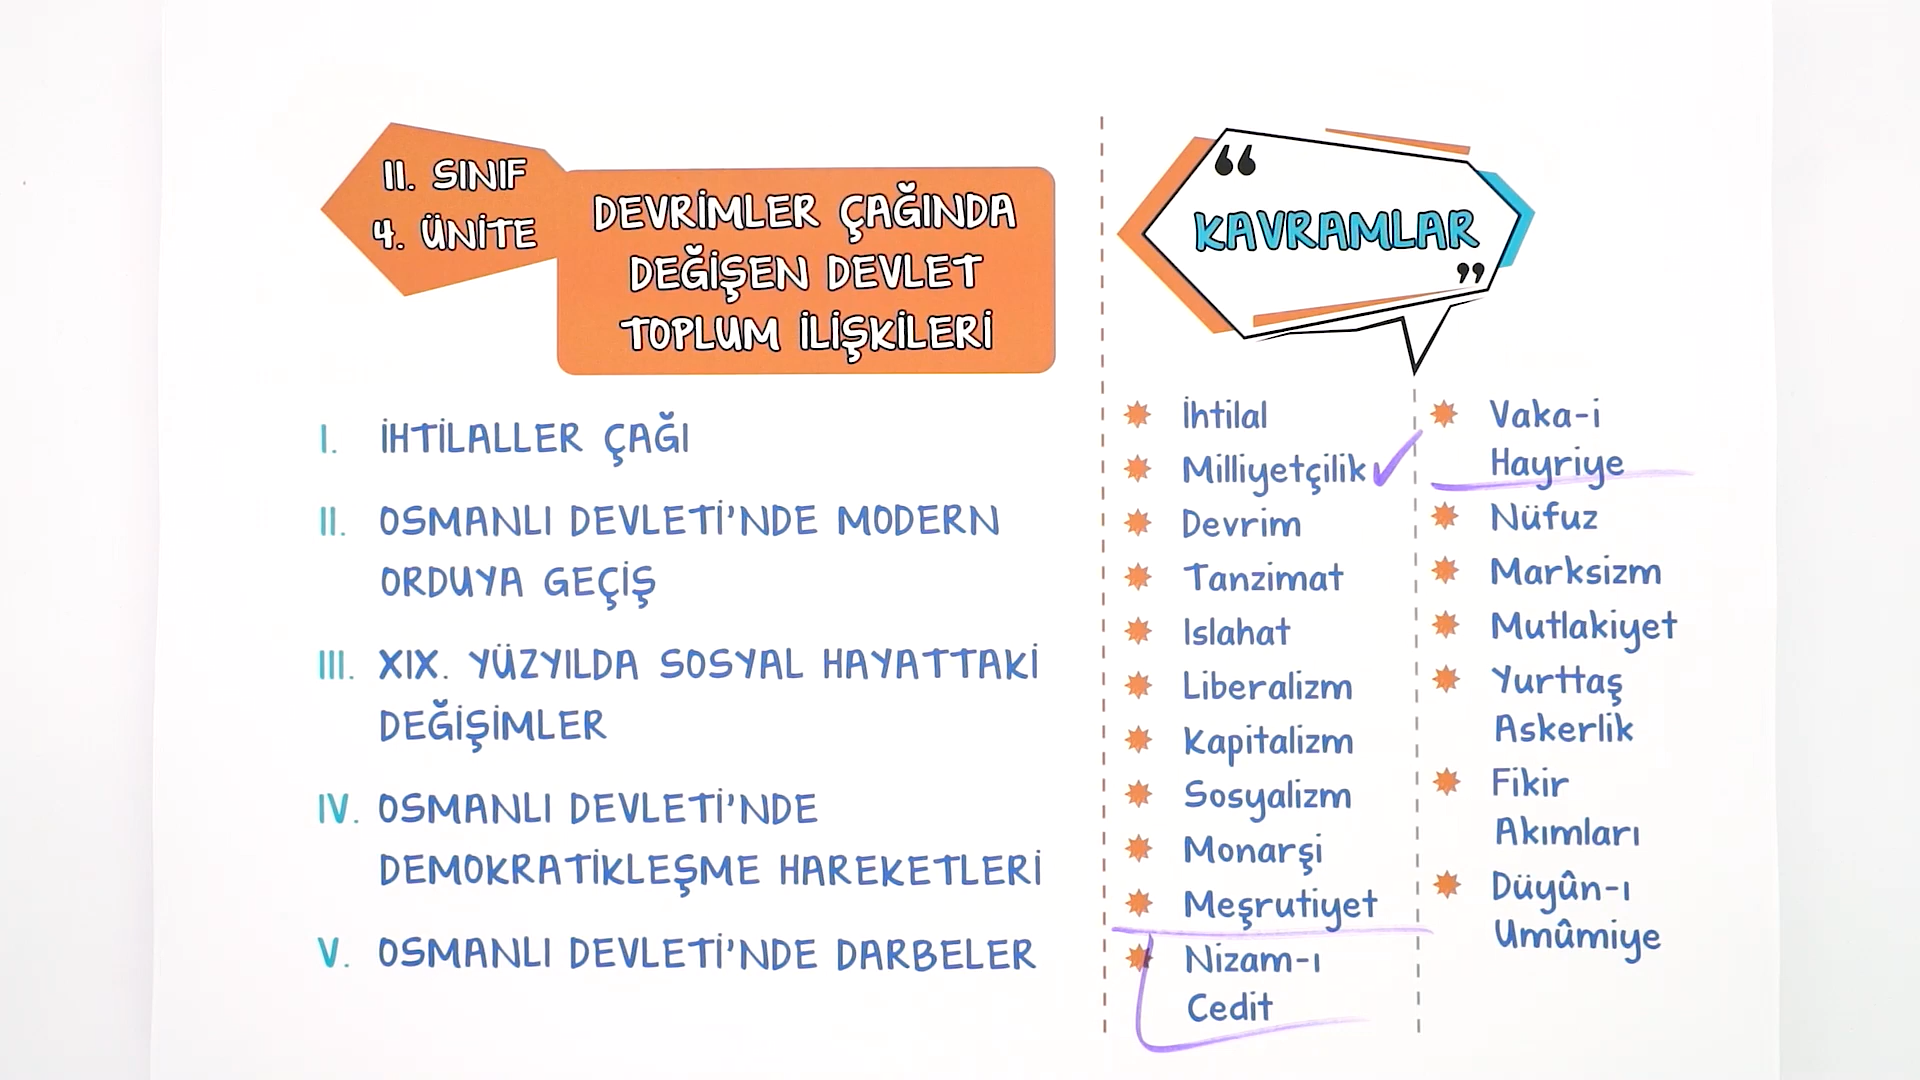 11. SINIF
4. ÜNİTE
DEVRİMLER ÇAĞINDA
DEĞİŞEN DEVLET
TOPLUM İLİŞKİLERİ
I. İHTİLALLER ÇAĞI
II. OSMANLI DEVLETİ'NDE MODERN
ORDUYA GEÇİŞ
III. XIX. YÜZYILDA SOSYAL HAYATTAKİ
DEĞİŞİMLER
IV. OSMANLI DEVLETİ'NDE
DEMOKRATİKLEŞME HAREKETLERİ
V. OSMANLI DEVLETİ'NDE DARBELER
"KAVRAMLAR"
İhtilal
Milliyetçilik
Devrim
Tanzimat
Islahat
Liberalizm
Kapitalizm
Sosyalizm
Monarşi
Meşrutiyet
Nizam-ı
Cedit
Vaka-i
Hayriye
Nüfuz
Marksizm
Mutlakiyet
Yurttaş
Askerlik
Fikir
Akımları
Düyûn-ı
Umûmiye